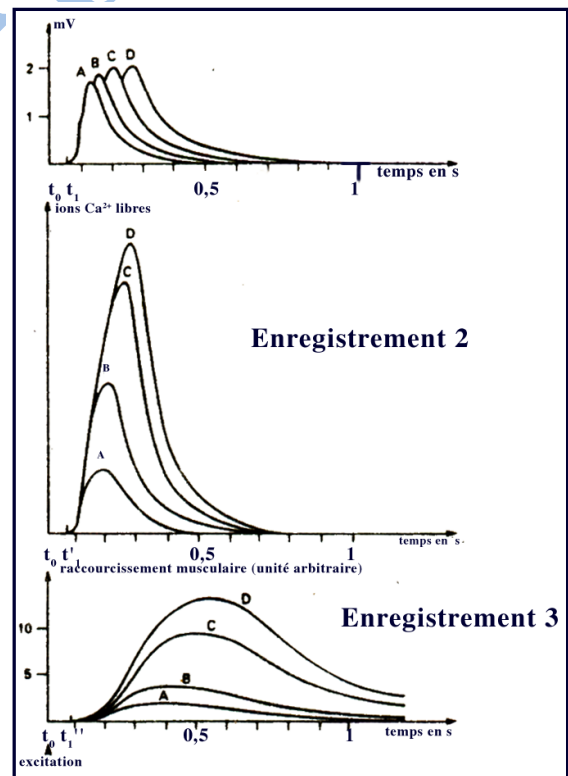 mV
2
1
A B C D
t₀ t₁ 0,5 1 temps en s
ions Ca²⁺ libres
D
C
B
A
Enregistrement 2
t₀ t'₁ 0,5 1 temps en s
raccourcissement musculaire (unité arbitraire)
Enregistrement 3
10
5
D
C
B
A
t₀ t₁'' 0,5 1 temps en s
excitation